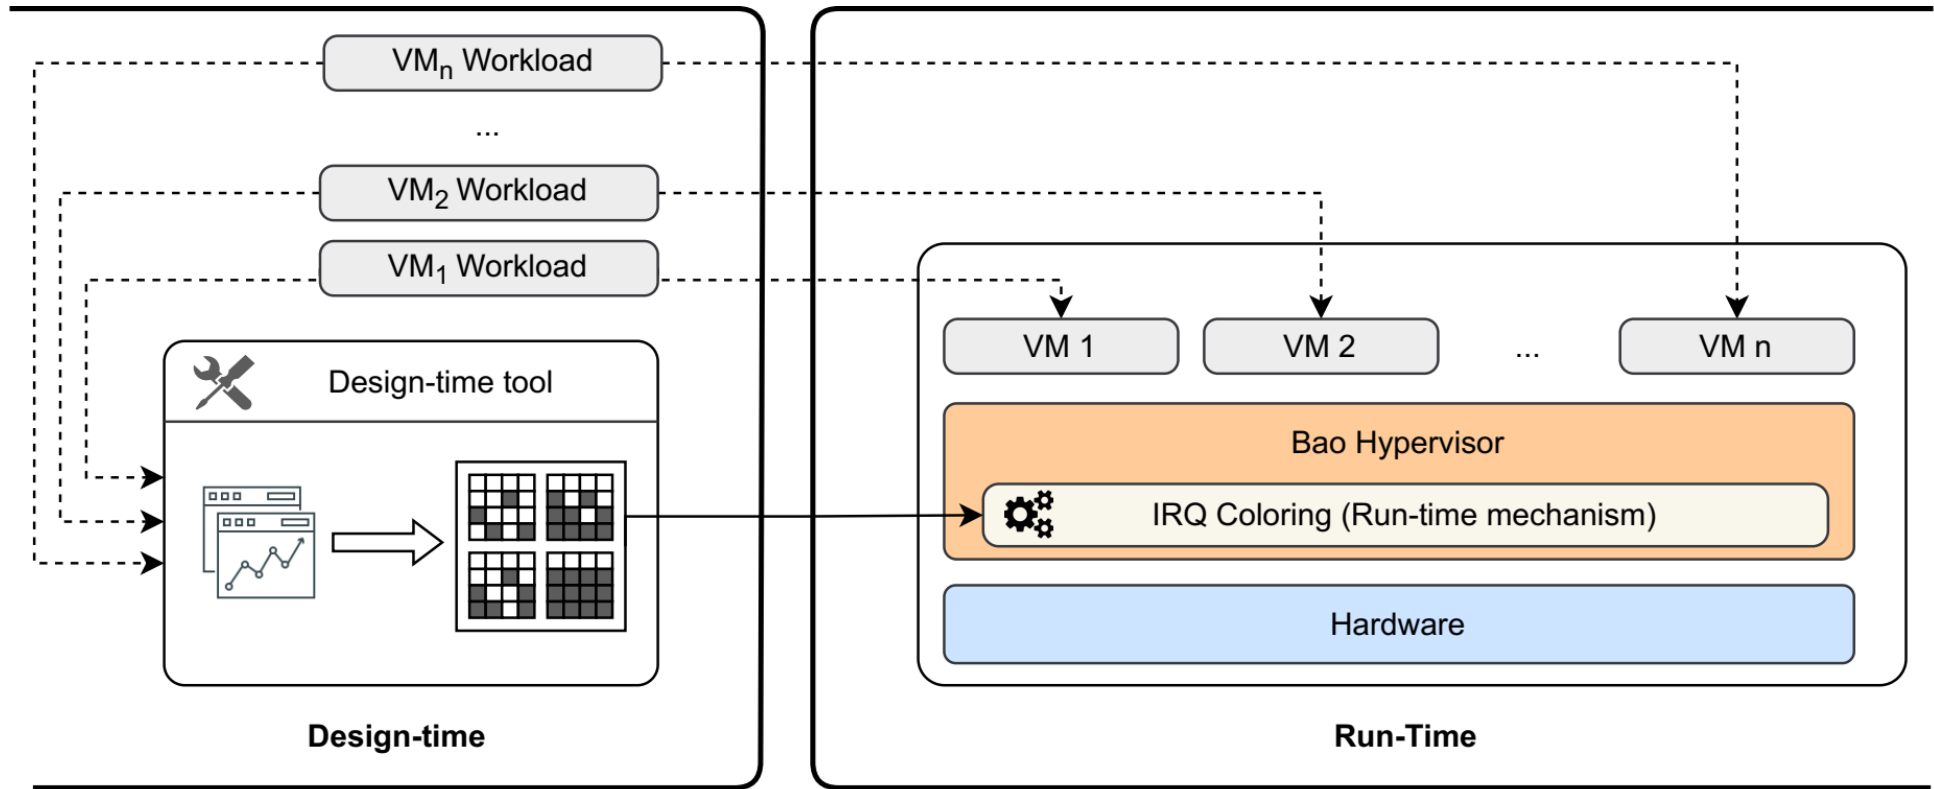 VMn Workload
...
VM2 Workload
VM1 Workload
Design-time tool
Design-time
VM 1
VM 2
...
VM n
Bao Hypervisor
IRQ Coloring (Run-time mechanism)
Hardware
Run-Time